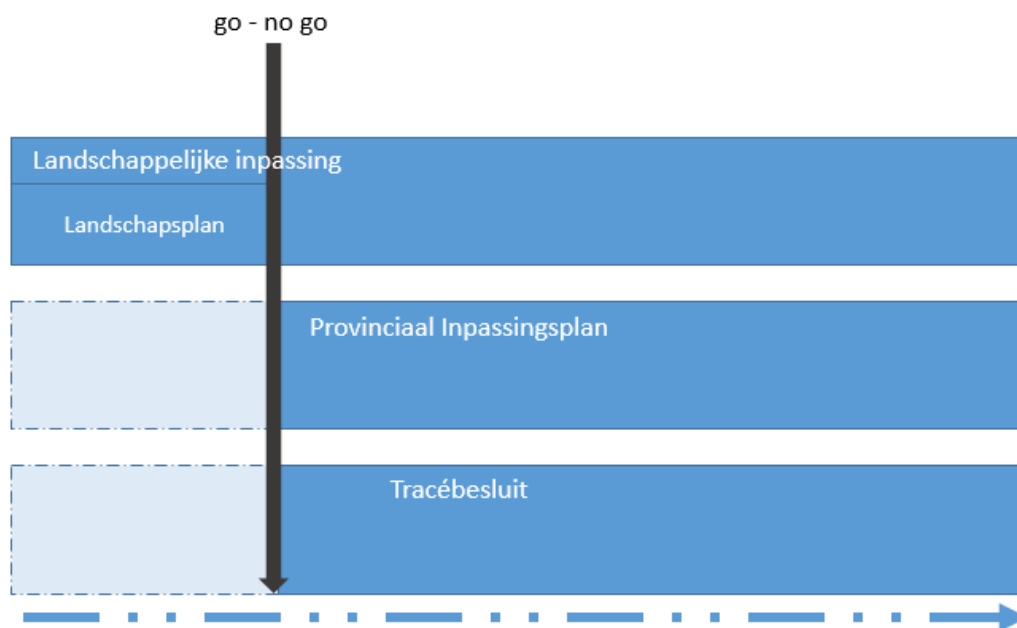 go - no go
Landschappelijke inpassing
Landschapsplan
Provinciaal Inpassingsplan
Tracébesluit